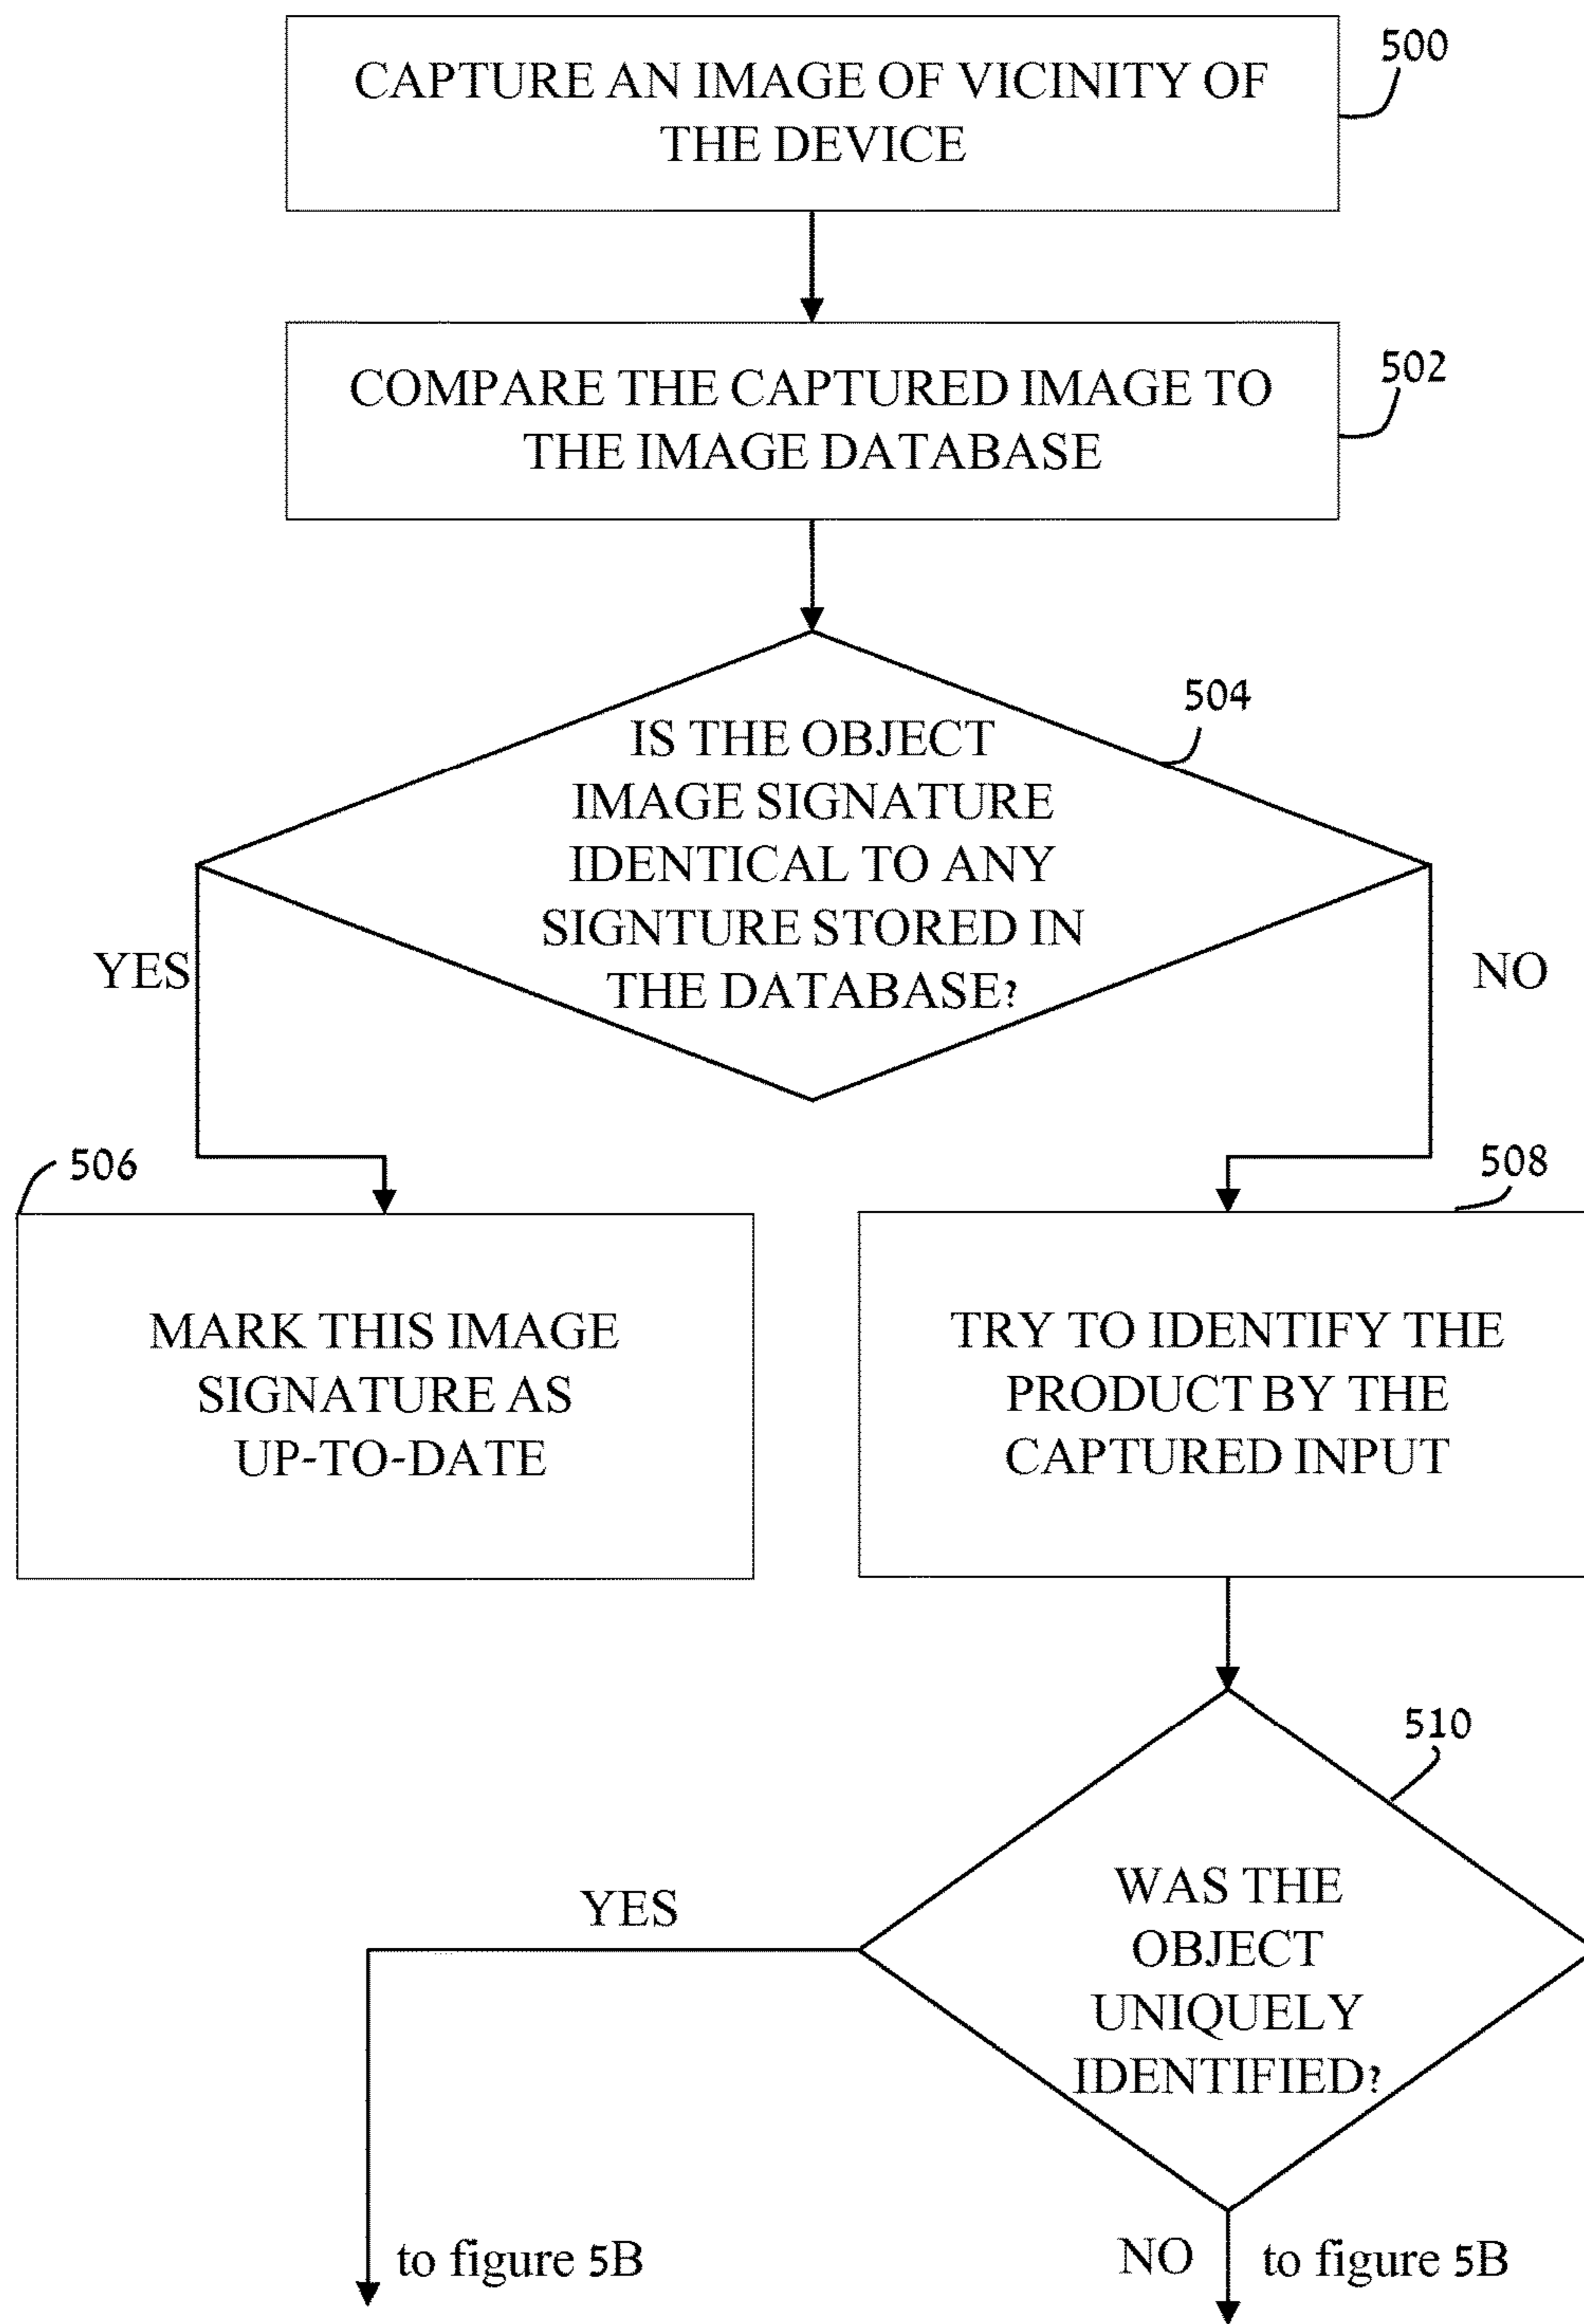 CAPTURE AN IMAGE OF VICINITY OF
THE DEVICE
500
COMPARE THE CAPTURED IMAGE TO
THE IMAGE DATABASE
502
504
IS THE OBJECT
IMAGE SIGNATURE
IDENTICAL TO ANY
SIGNTURE STORED IN
THE DATABASE?
YES
NO
506
MARK THIS IMAGE
SIGNATURE AS
UP-TO-DATE
508
TRY TO IDENTIFY THE
PRODUCT BY THE
CAPTURED INPUT
510
WAS THE
OBJECT
UNIQUELY
IDENTIFIED?
YES
to figure 5B
NO
to figure 5B